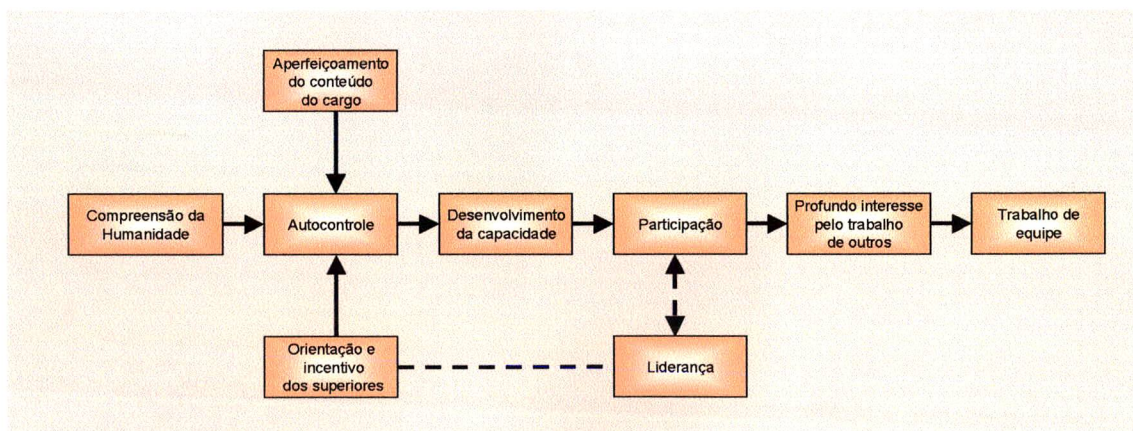 Aperfeiçoamento
do conteúdo
do cargo
Compreensão da
Humanidade
Autocontrole
Desenvolvimento
da capacidade
Participação
Profundo interesse
pelo trabalho
de outros
Trabalho de
equipe
Orientação e
incentivo
dos superiores
Liderança